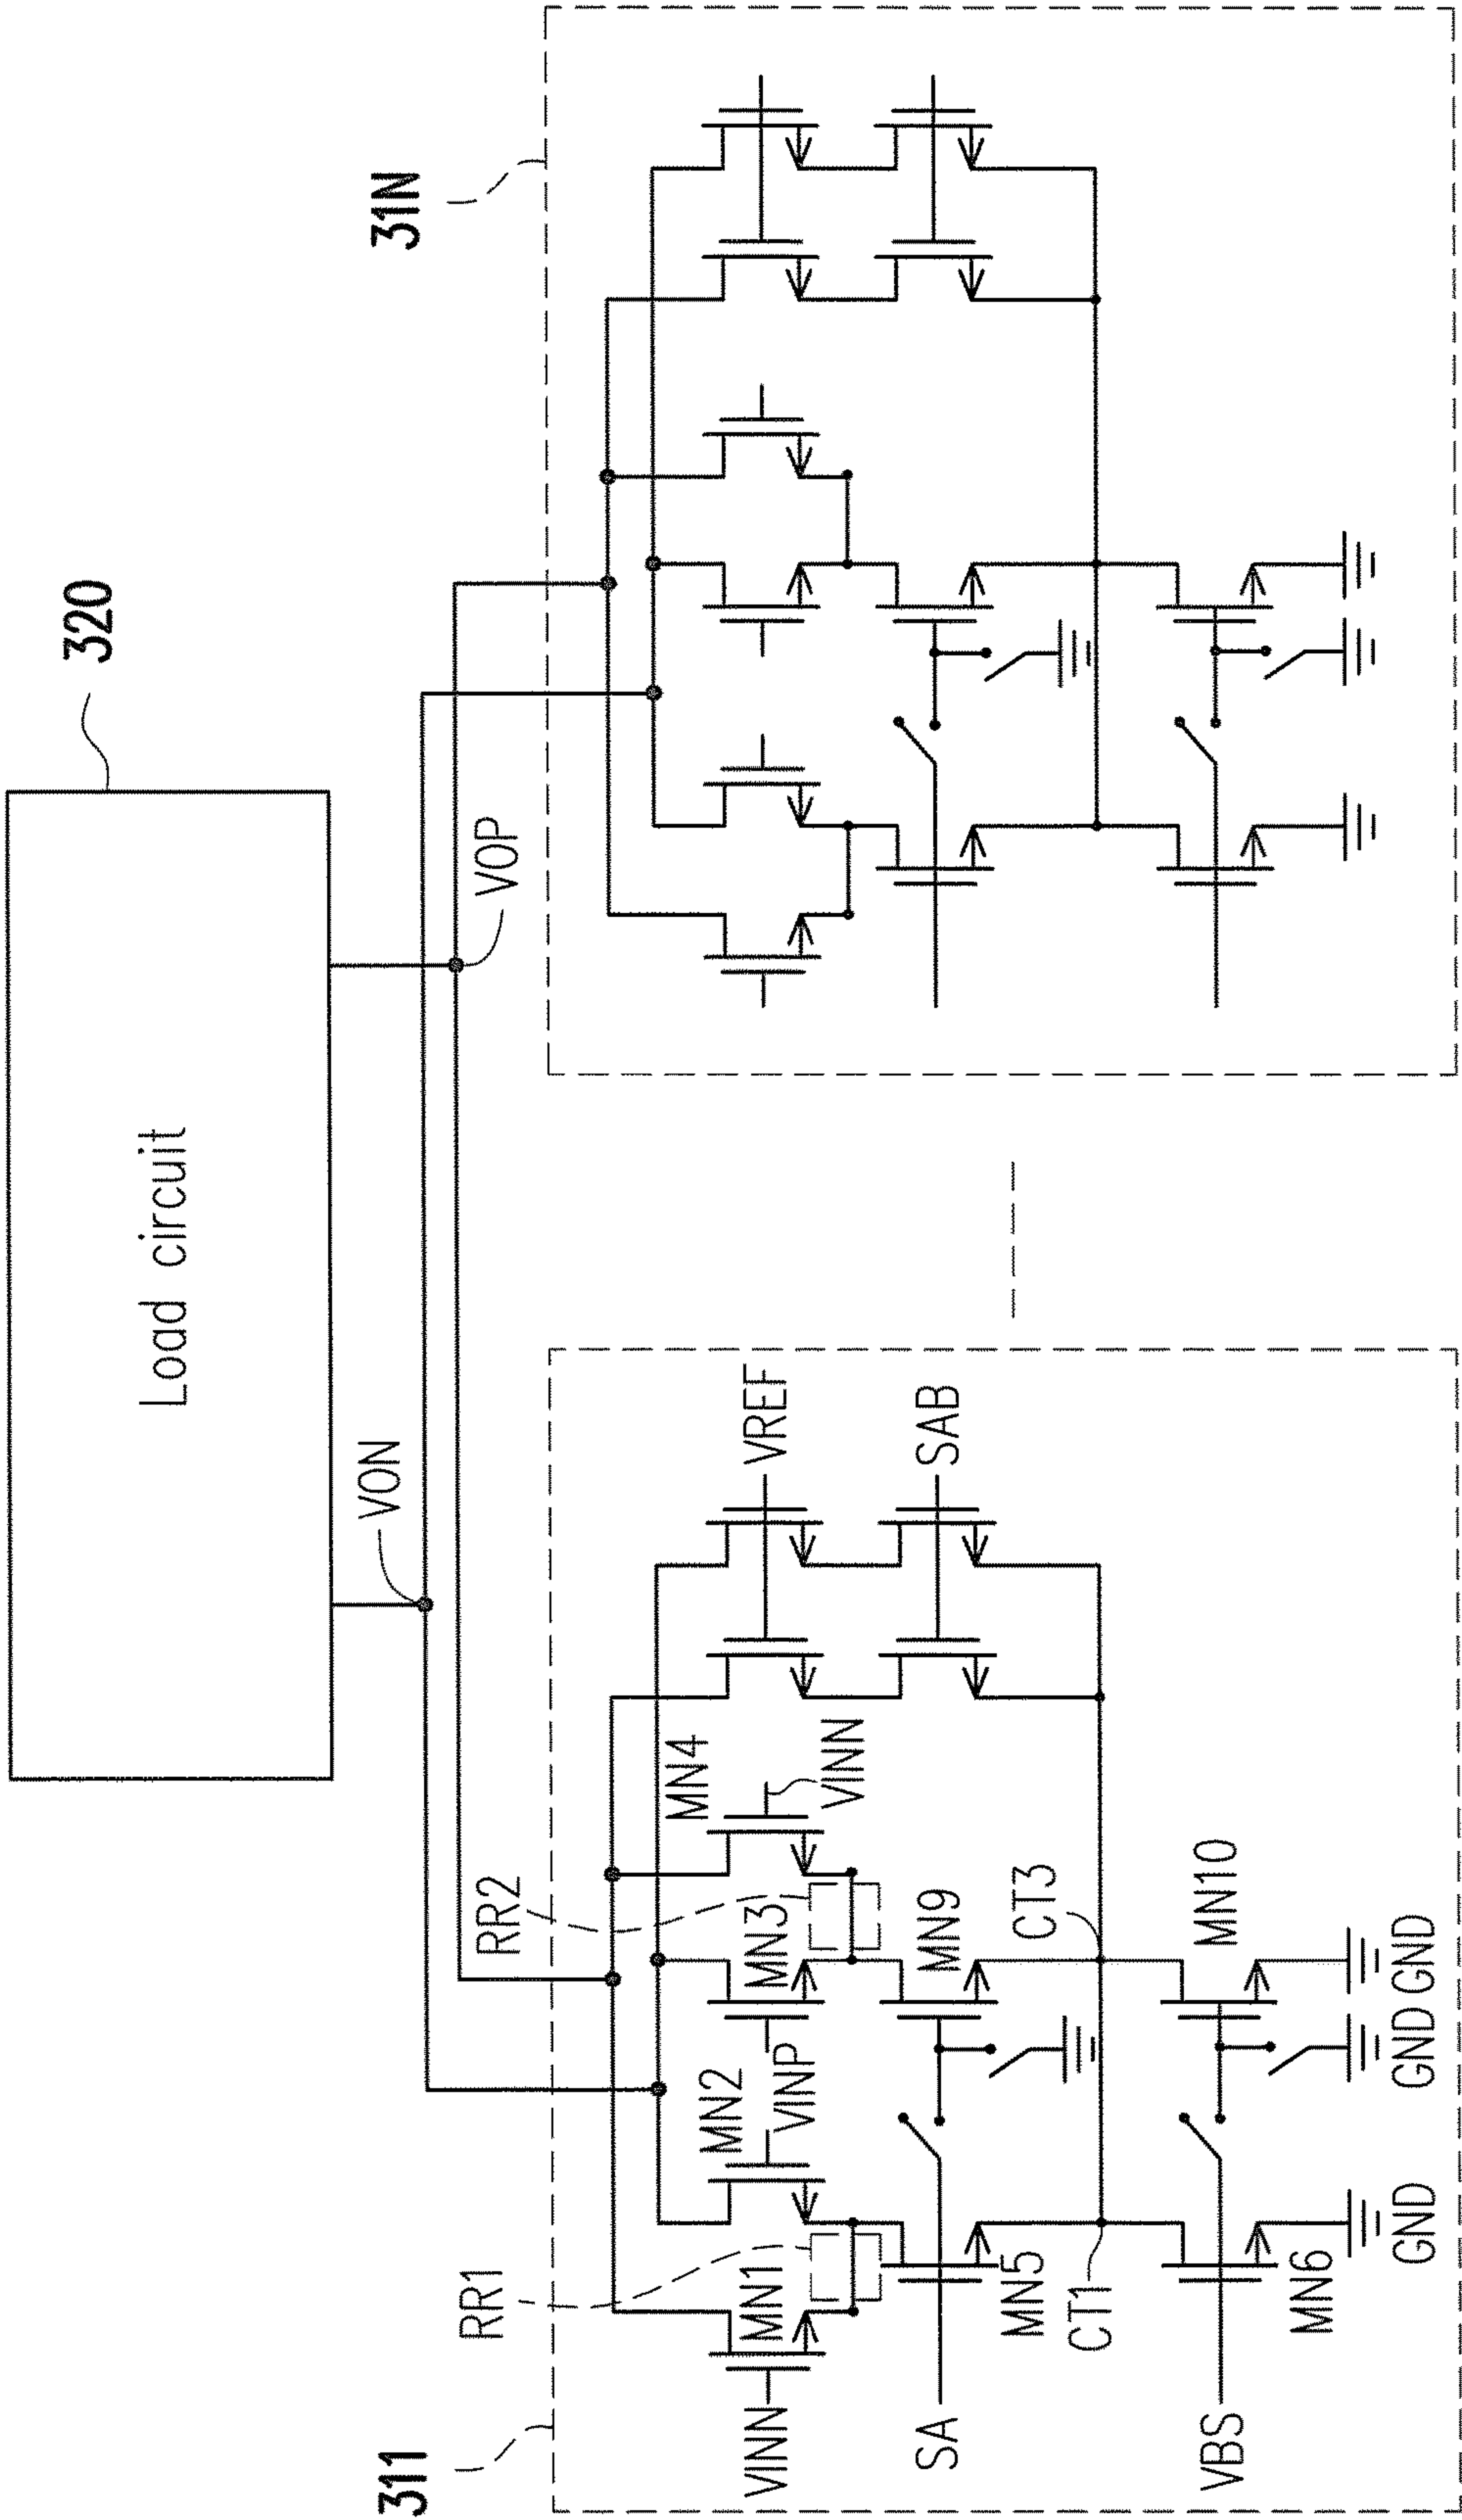 320
Load circuit
VON
VOP
311
31N
RR1
RR2
MN4
VREF
VINN
MN1
MN2
VINP
MN3
VINN
SA
MN5
MN9
SAB
CT1
CT3
VBS
MN6
MN10
GND
GND
GND